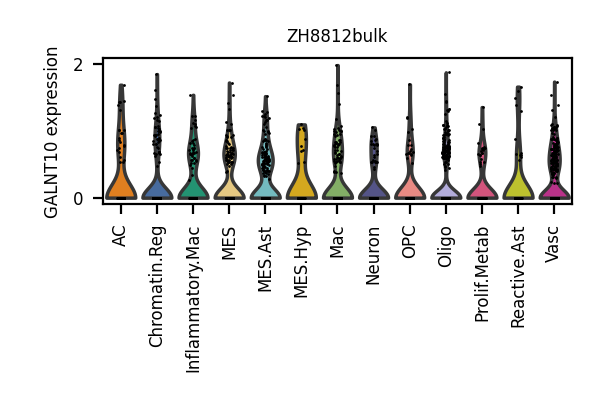 ZH8812bulk
GALNT10 expression
2
0
AC
Chromatin.Reg
Inflammatory.Mac
MES
MES.Ast
MES.Hyp
Mac
Neuron
OPC
Oligo
Prolif.Metab
Reactive.Ast
Vasc